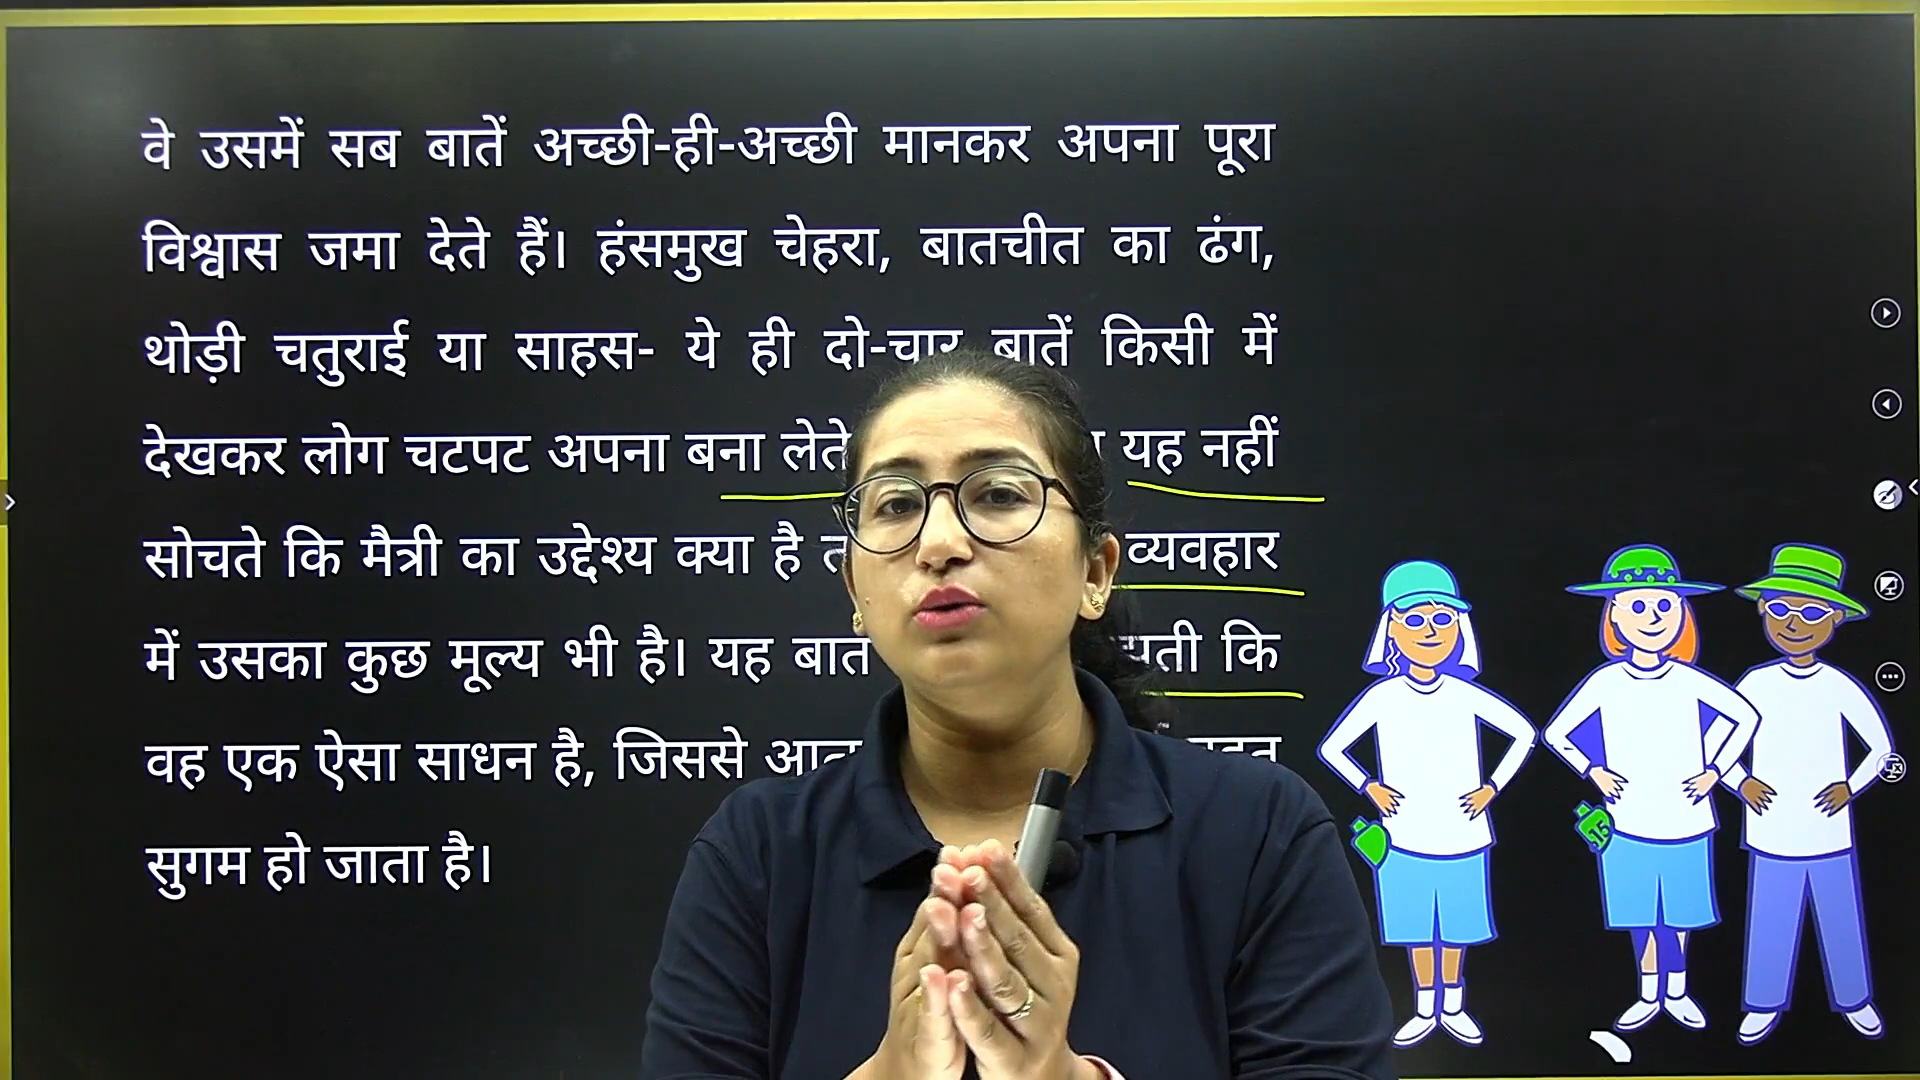 वे उसमें सब बातें अच्छी-ही-अच्छी मानकर अपना पूरा
विश्वास जमा देते हैं। हंसमुख चेहरा, बातचीत का ढंग,
थोड़ी चतुराई या साहस- ये ही दो-चार बातें किसी में
देखकर लोग चटपट अपना बना लेते यह नहीं
सोचते कि मैत्री का उद्देश्य क्या है व्यवहार
में उसका कुछ मूल्य भी है। यह बात कि
वह एक ऐसा साधन है, जिससे
सुगम हो जाता है।
15